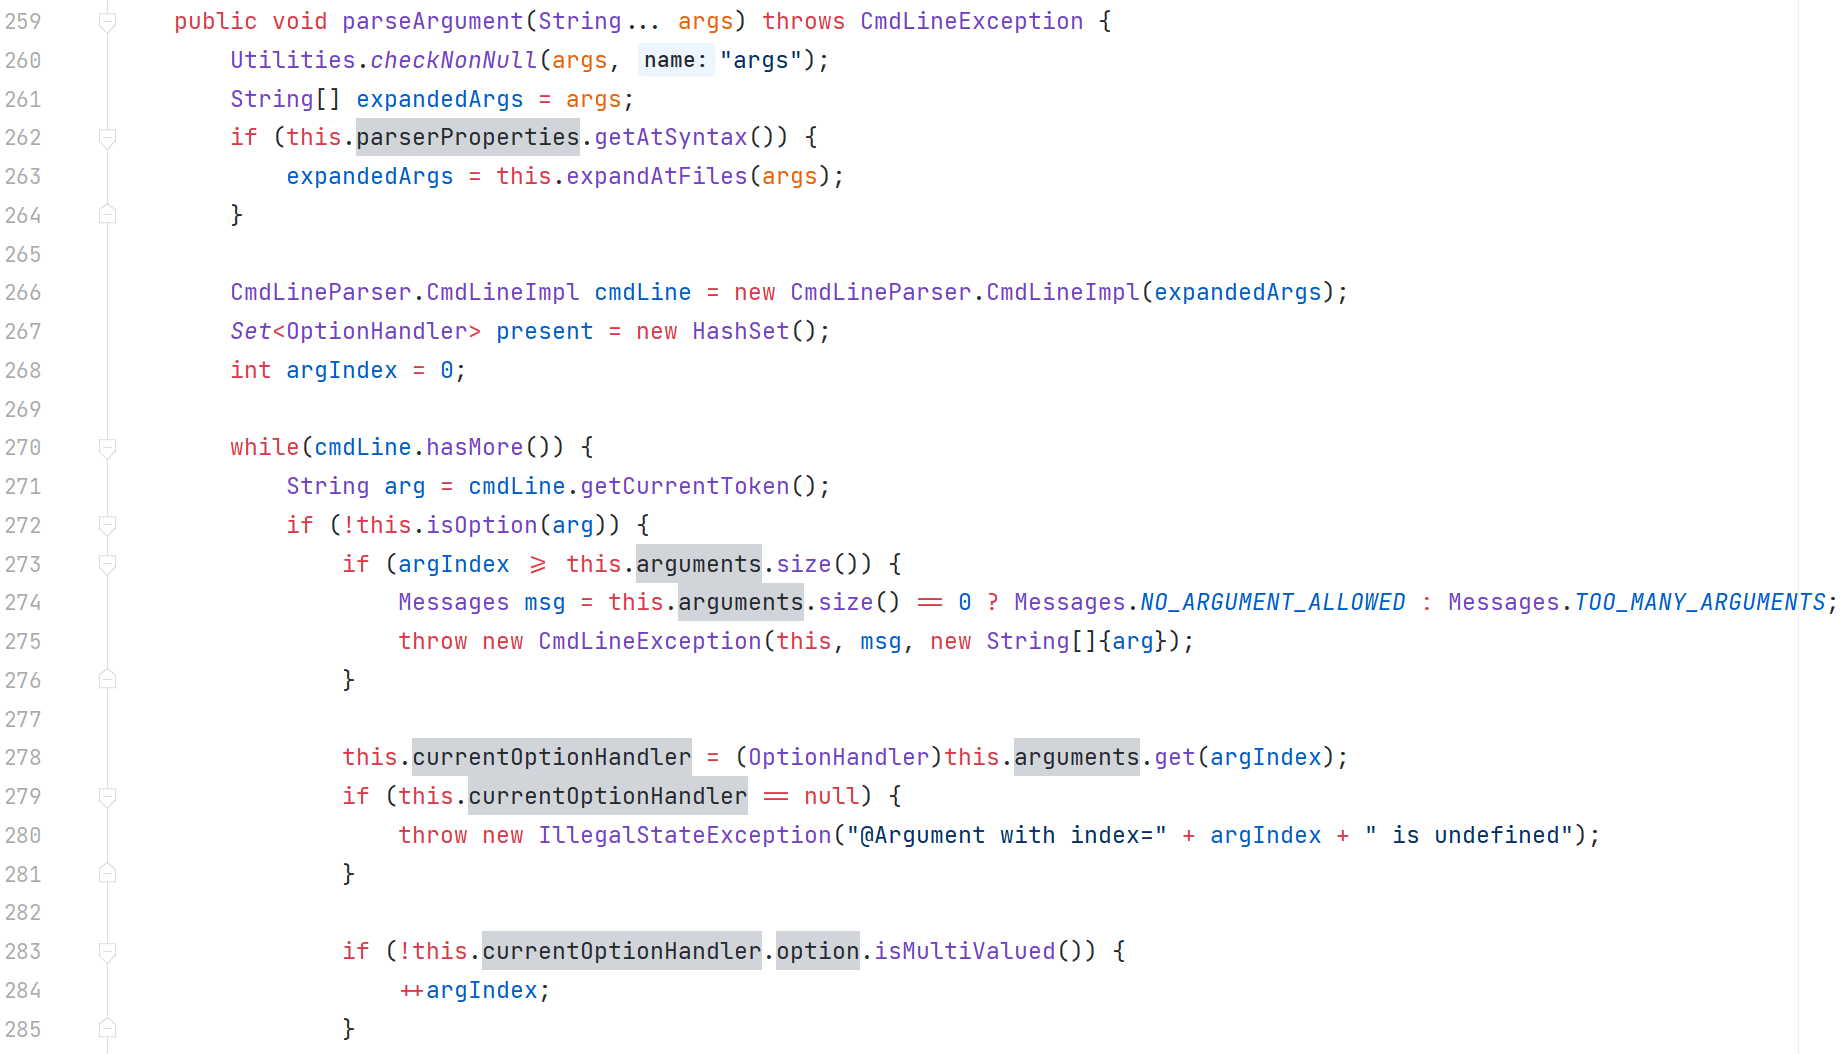 259 public void parseArgument(String... args) throws CmdLineException {
260 Utilities.checkNonNull(args, name: "args");
261 String[] expandedArgs = args;
262 if (this.parserProperties.getAtSyntax()) {
263 expandedArgs = this.expandAtFiles(args);
264 }
265
266 CmdLineParser.CmdLineImpl cmdLine = new CmdLineParser.CmdLineImpl(expandedArgs);
267 Set<OptionHandler> present = new HashSet();
268 int argIndex = 0;
269
270 while(cmdLine.hasMore()) {
271 String arg = cmdLine.getCurrentToken();
272 if (!this.isOption(arg)) {
273 if (argIndex >= this.arguments.size()) {
274 Messages msg = this.arguments.size() == 0 ? Messages.NO_ARGUMENT_ALLOWED : Messages.TOO_MANY_ARGUMENTS;
275 throw new CmdLineException(this, msg, new String[]{arg});
276 }
277
278 this.currentOptionHandler = (OptionHandler)this.arguments.get(argIndex);
279 if (this.currentOptionHandler == null) {
280 throw new IllegalStateException("@Argument with index=" + argIndex + " is undefined");
281 }
282
283 if (!this.currentOptionHandler.option.isMultiValued()) {
284 ++argIndex;
285 }